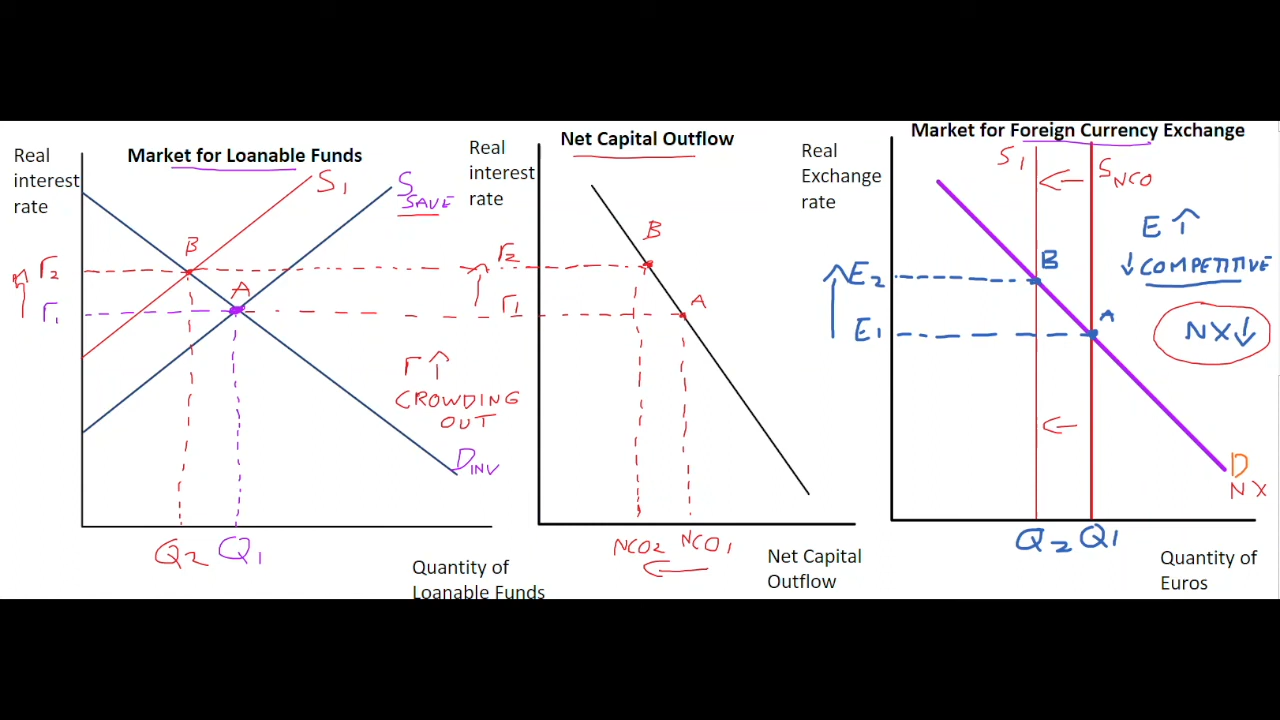 Market for Loanable Funds
Real
interest
rate
S1
S
SAVE
B
A
r2
r1
r↑
CROWDING
OUT
DINV
Q2
Q1
Quantity of
Loanable Funds
Net Capital Outflow
Real
interest
rate
r2
r1
B
A
NCO2
NCO1
Net Capital
Outflow
Market for Foreign Currency Exchange
Real
Exchange
rate
S1
SNCO
E↑
↓COMPETITIVE
NX↓
E2
E1
B
A
D
NX
Q2
Q1
Quantity of
Euros